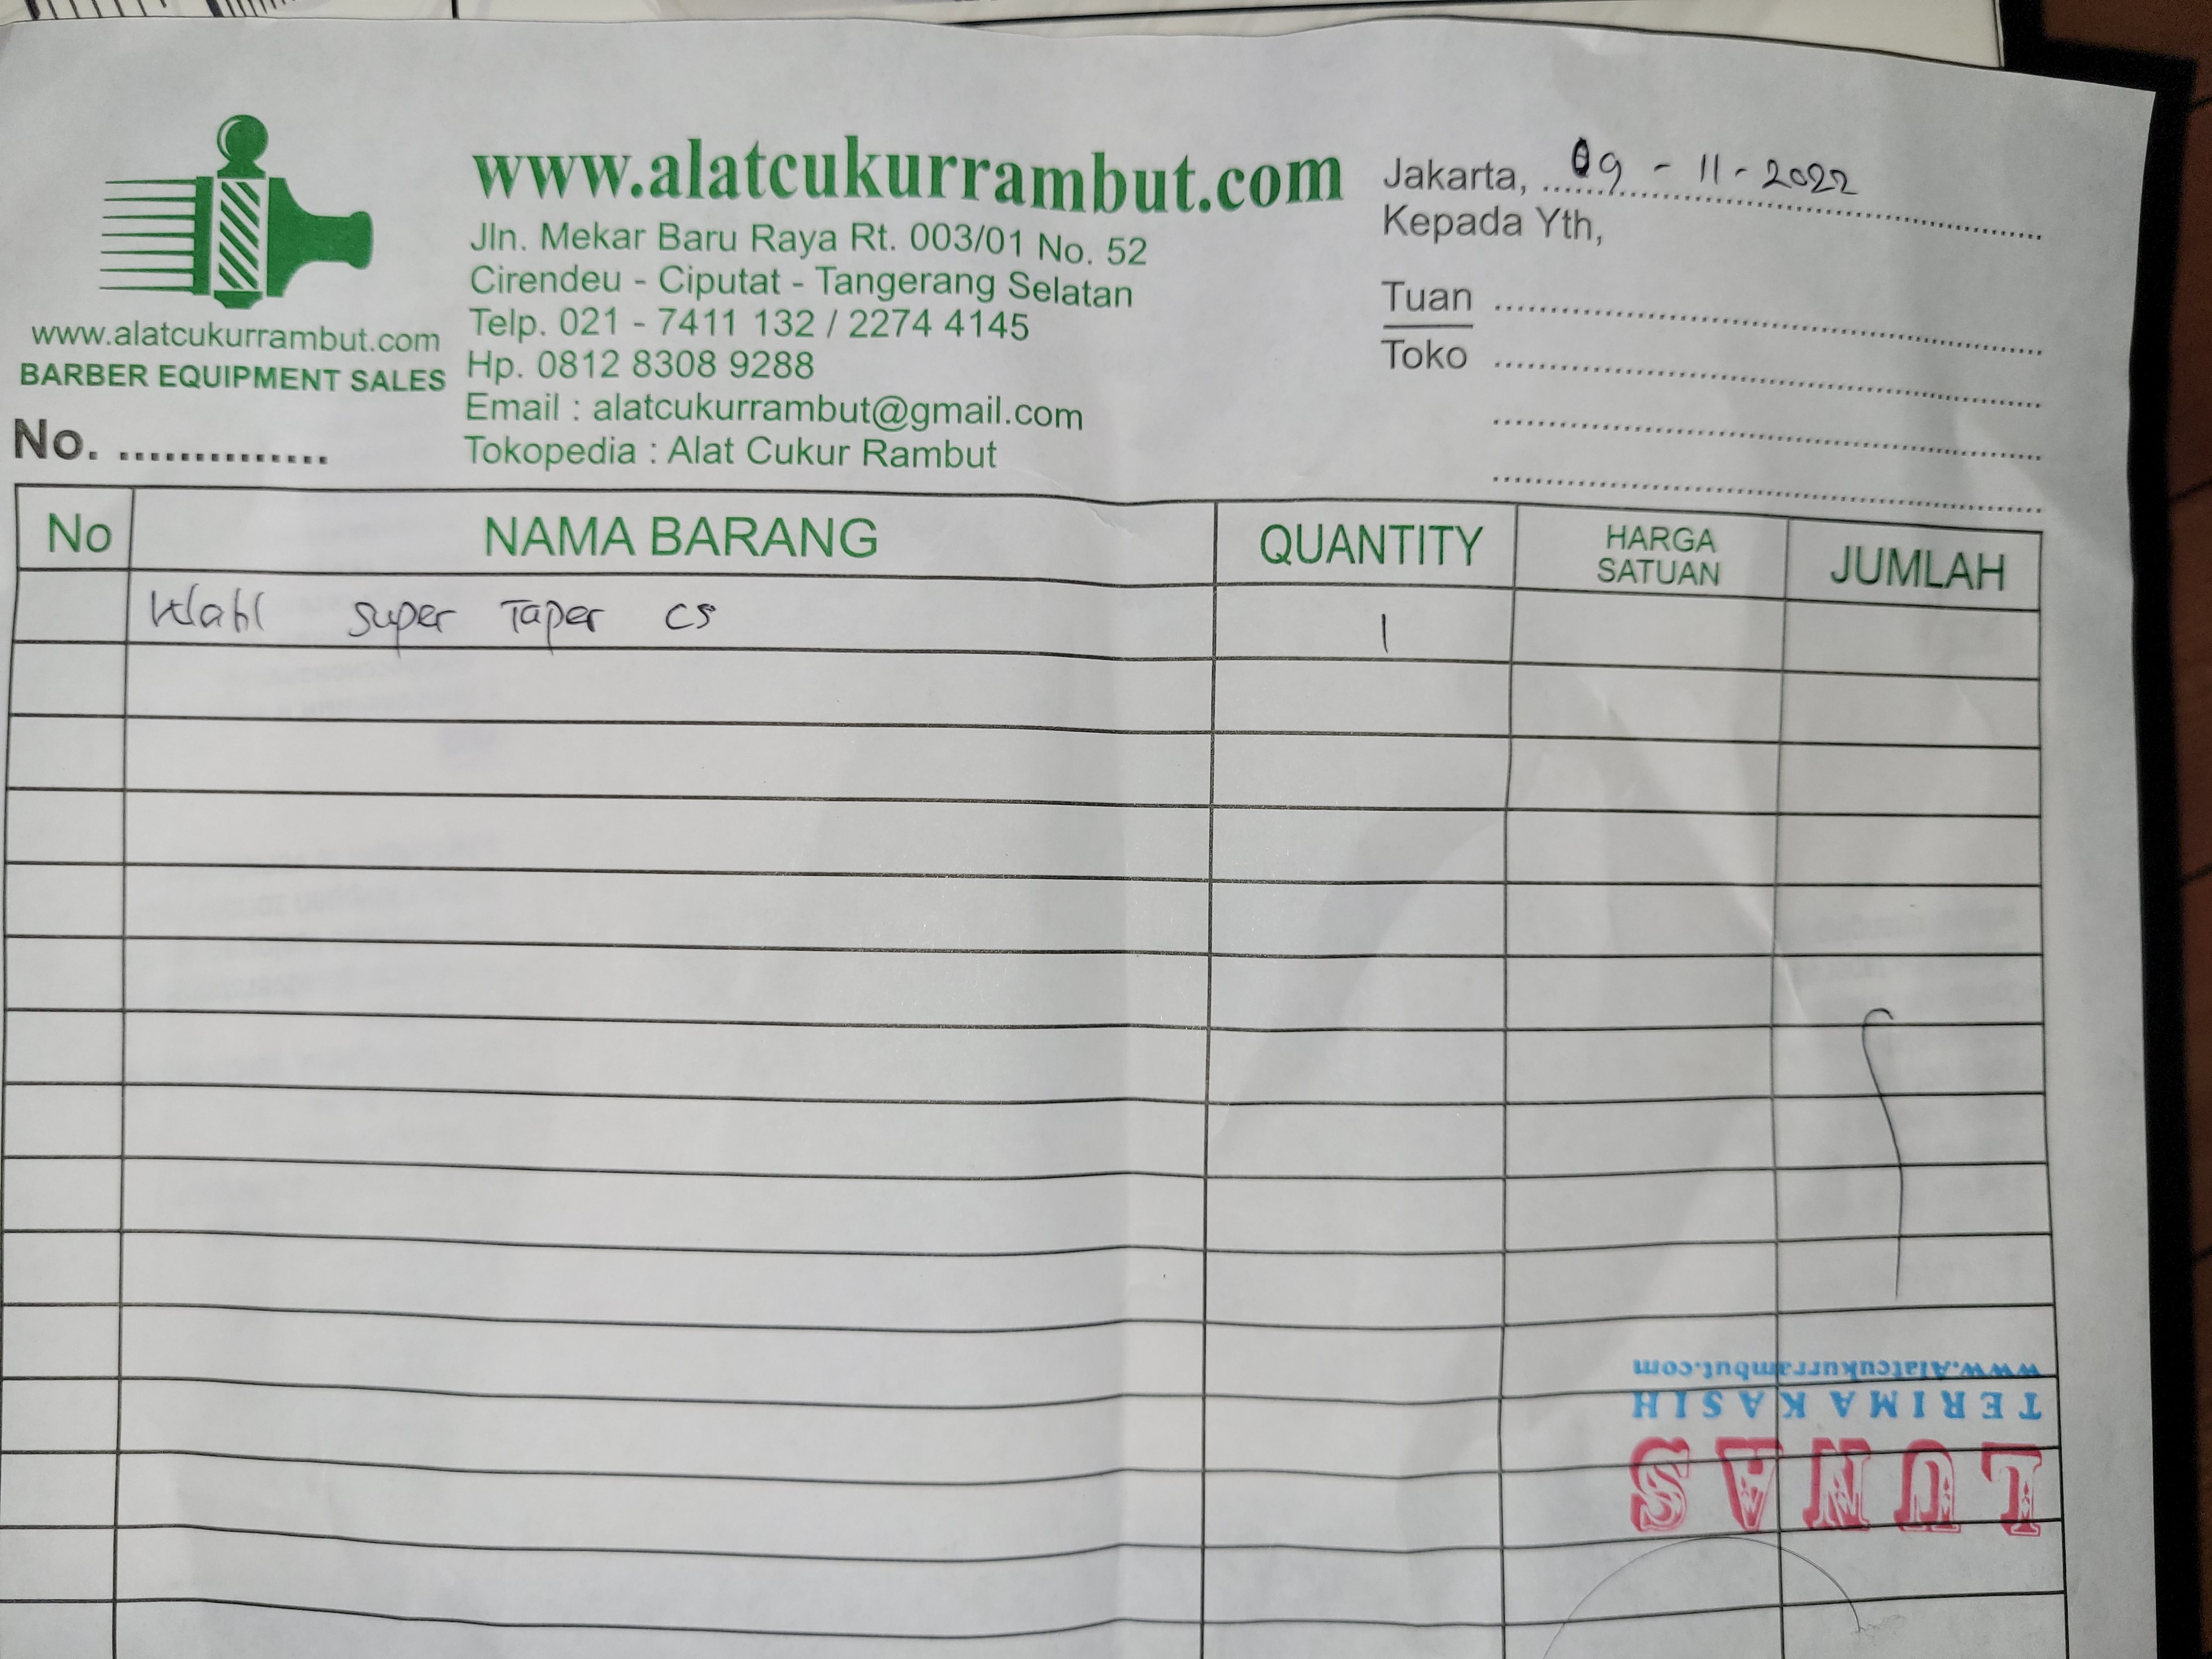 www.alatcukurrambut.com
BARBER EQUIPMENT SALES
www.alatcukurrambut.com
Jln. Mekar Baru Raya Rt. 003/01 No. 52
Cirendeu - Ciputat - Tangerang Selatan
Telp. 021 - 7411 132 / 2274 4145
Hp. 0812 8308 9288
Email : alatcukurrambut@gmail.com
Tokopedia : Alat Cukur Rambut
Jakarta, 09 - 11 - 2022
Kepada Yth,
Tuan
Toko
No. ............
No NAMA BARANG QUANTITY HARGA SATUAN JUMLAH
Wahl Super Taper CS 1
www.alatcukurrambut.com
TERIMA KASIH
LUNAS